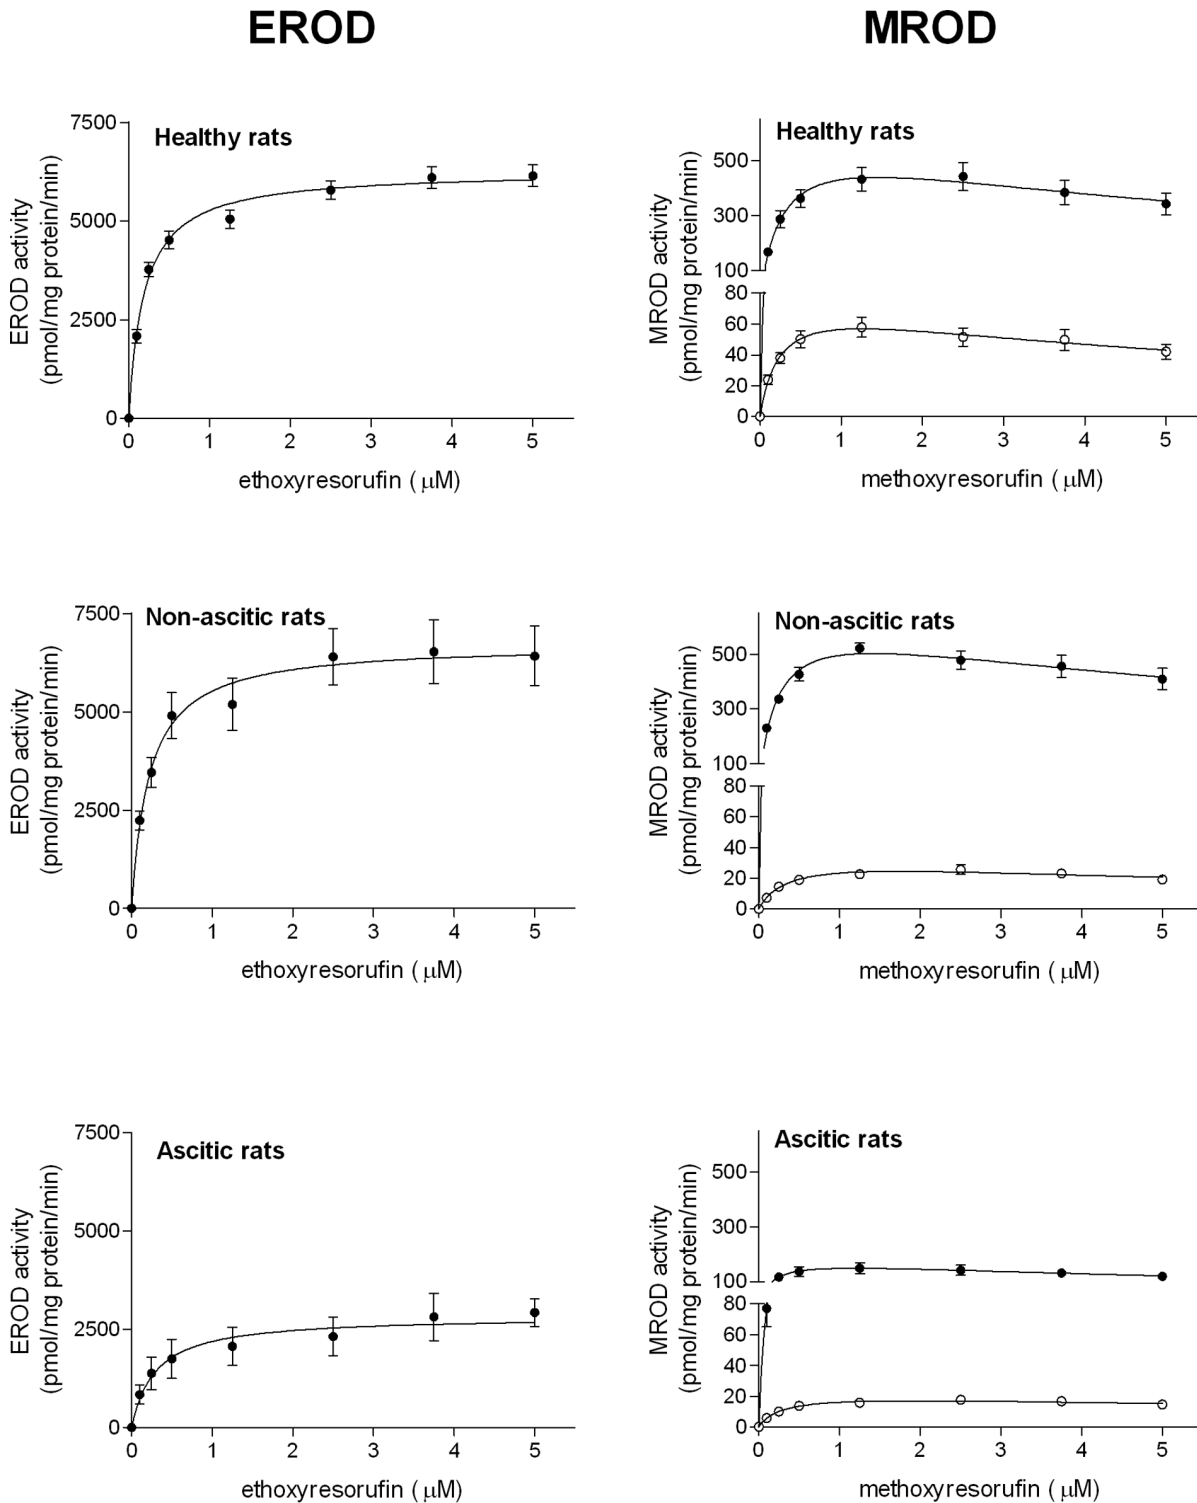 EROD
MROD
Healthy rats
EROD activity
(pmol/mg protein/min)
7500
5000
2500
0
0 1 2 3 4 5
ethoxyresorufin ( μM)
Healthy rats
MROD activity
(pmol/mg protein/min)
500
300
100
80
60
40
20
0
0 1 2 3 4 5
methoxyresorufin ( μM)
Non-ascitic rats
EROD activity
(pmol/mg protein/min)
7500
5000
2500
0
0 1 2 3 4 5
ethoxyresorufin ( μM)
Non-ascitic rats
MROD activity
(pmol/mg protein/min)
500
300
100
80
60
40
20
0
0 1 2 3 4 5
methoxyresorufin ( μM)
Ascitic rats
EROD activity
(pmol/mg protein/min)
7500
5000
2500
0
0 1 2 3 4 5
ethoxyresorufin ( μM)
Ascitic rats
MROD activity
(pmol/mg protein/min)
500
300
100
80
60
40
20
0
0 1 2 3 4 5
methoxyresorufin ( μM)